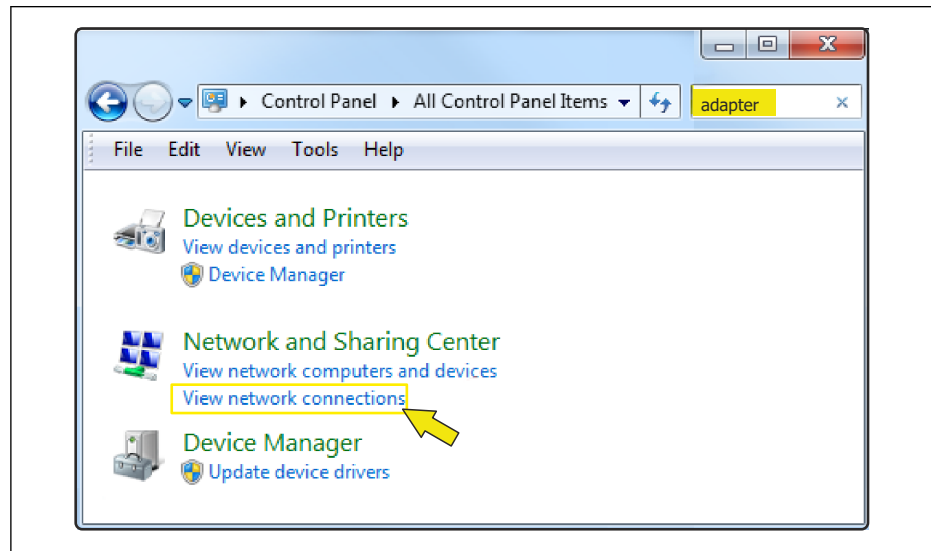 Control Panel All Control Panel Items adapter
File Edit View Tools Help
Devices and Printers
View devices and printers
Device Manager
Network and Sharing Center
View network computers and devices
View network connections
Device Manager
Update device drivers